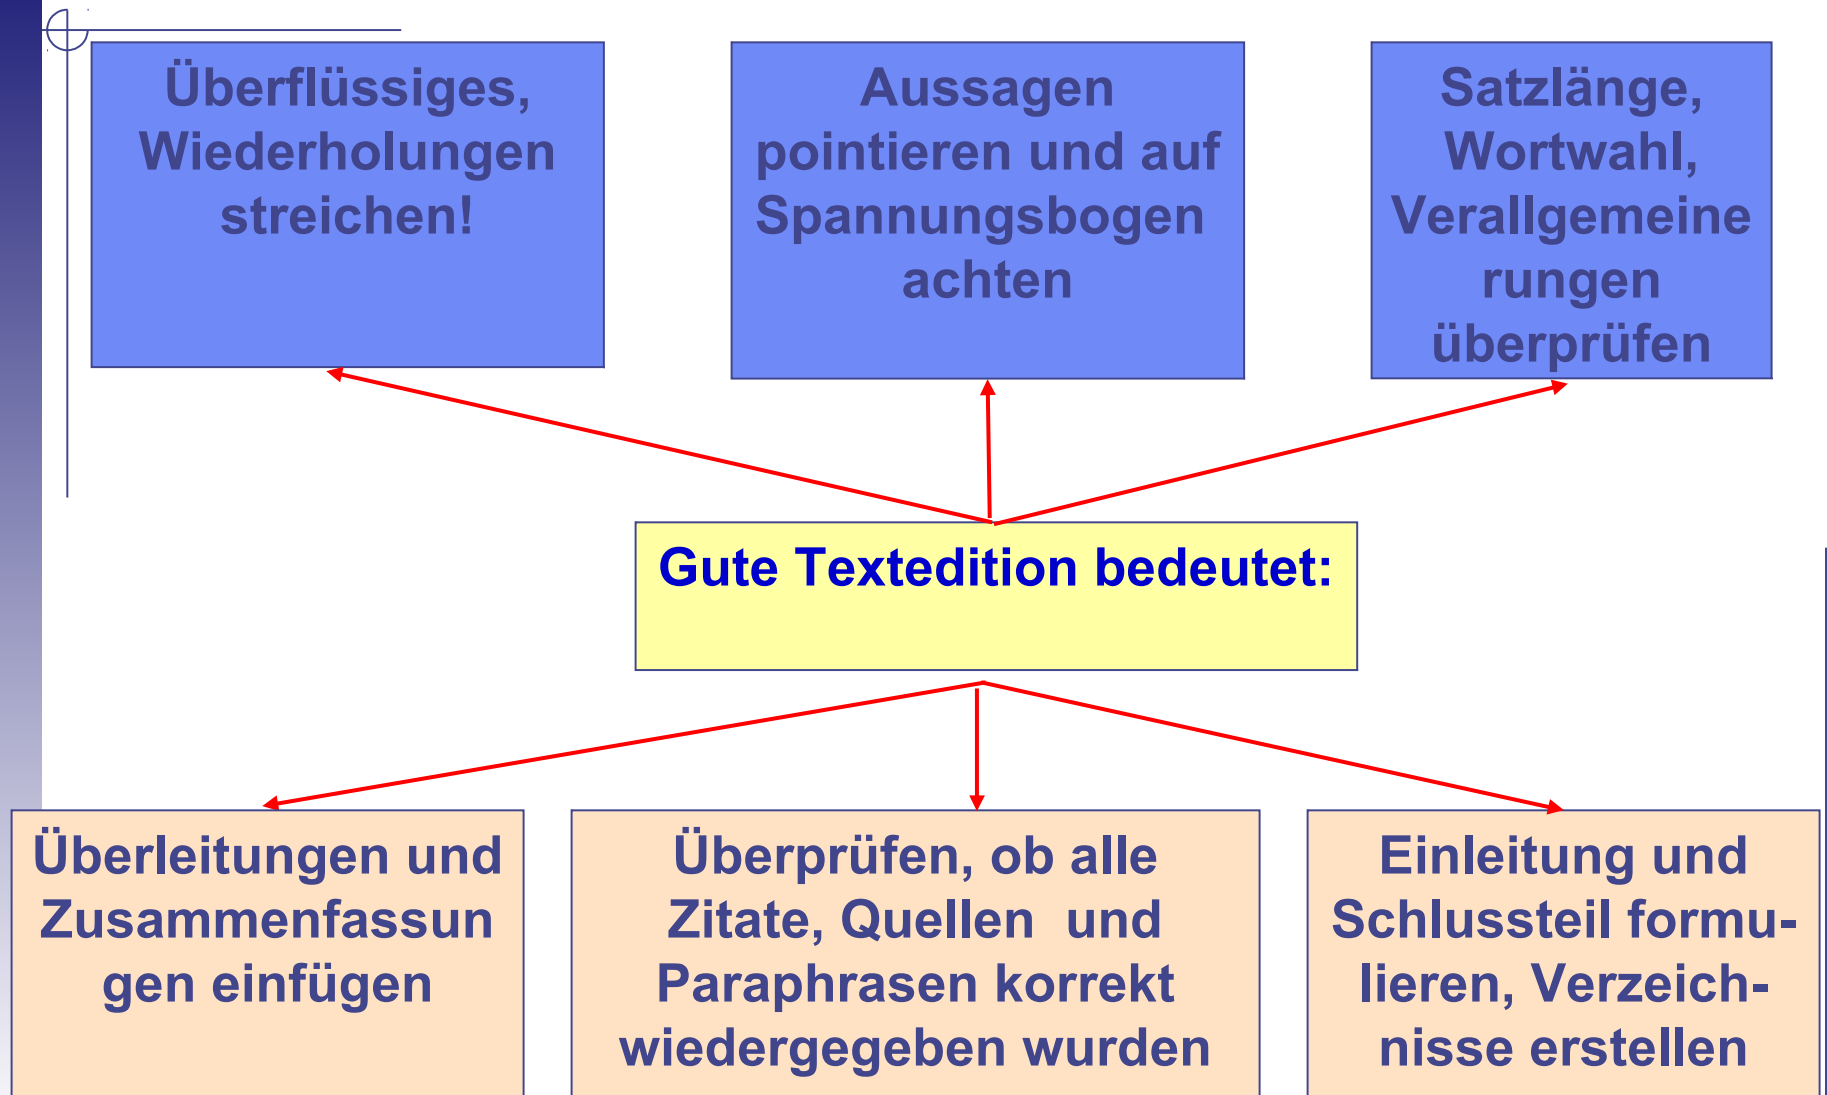 Überflüssiges,
Wiederholungen
streichen!
Aussagen
pointieren und auf
Spannungsbogen
achten
Satzlänge,
Wortwahl,
Verallgemeine
rungen
überprüfen
Gute Textedition bedeutet:
Überleitungen und
Zusammenfassun
gen einfügen
Überprüfen, ob alle
Zitate, Quellen  und
Paraphrasen korrekt
wiedergegeben wurden
Einleitung und
Schlussteil formu-
lieren, Verzeich-
nisse erstellen